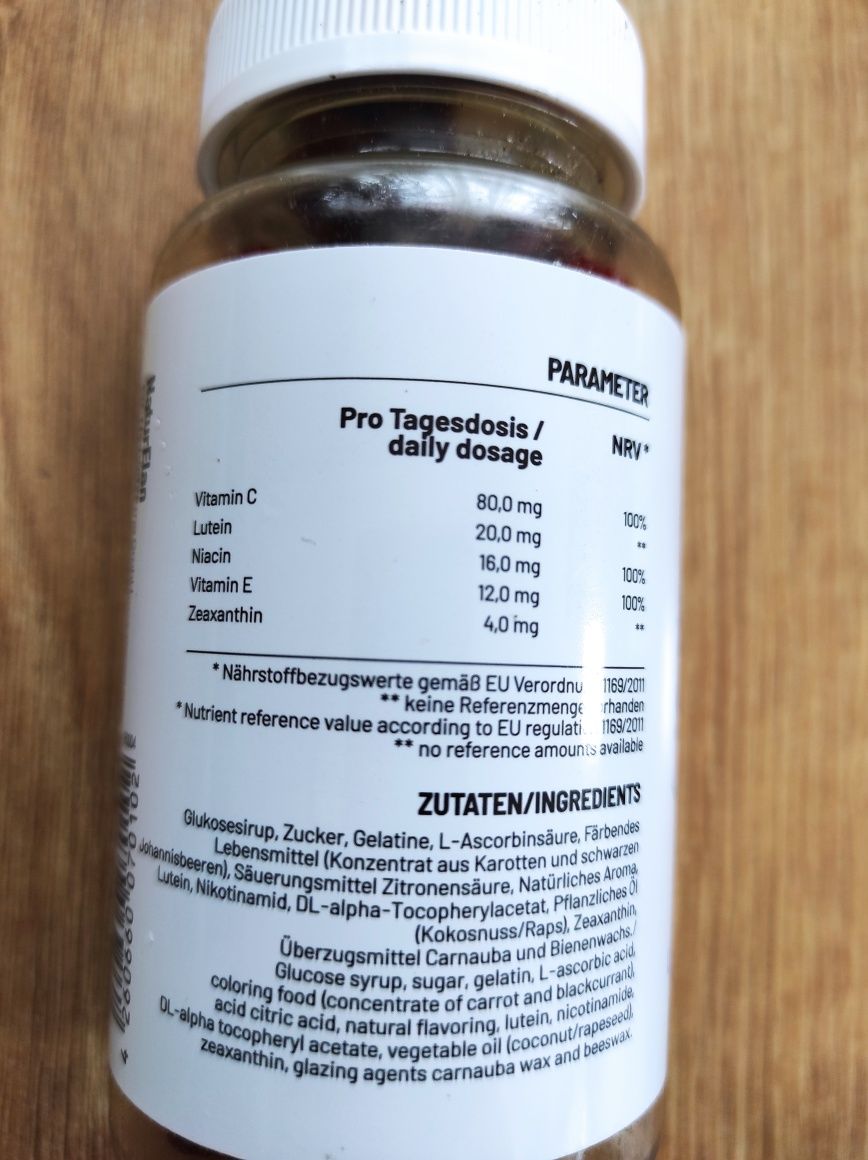 PARAMETER
Pro Tagesdosis / daily dosage NRV *
Vitamin C 80,0 mg 100%
Lutein 20,0 mg **
Niacin 16,0 mg 100%
Vitamin E 12,0 mg 100%
Zeaxanthin 4,0 mg **
* Nährstoffbezugswerte gemäß EU 1169/2011
** keine
* Nutrient reference value according to EU 1169/2011
** no reference amounts available
ZUTATEN/INGREDIENTS
Glukosesirup, Zucker, Gelatine, L-Ascorbinsäure, Färbendes
Lebensmittel (Konzentrat aus Karotten und schwarzen
Johannisbeeren), Säuerungsmittel Zitronensäure, Natürliches Aroma,
Lutein, Nikotinamid, DL-alpha-Tocopherylacetat, Pflanzliches Öl
(Kokosnuss/Raps), Zeaxanthin,
Überzugsmittel Carnauba und Bienenwachs./
Glucose syrup, sugar, gelatin, L-ascorbic acid,
coloring food (concentrate of carrot and blackcurrant),
acid citric acid, natural flavoring, lutein, nicotinamide,
DL-alpha tocopheryl acetate, vegetable oil (coconut/rapeseed),
zeaxanthin, glazing agents carnauba wax and beeswax.
NaturElan
4 260660 070102